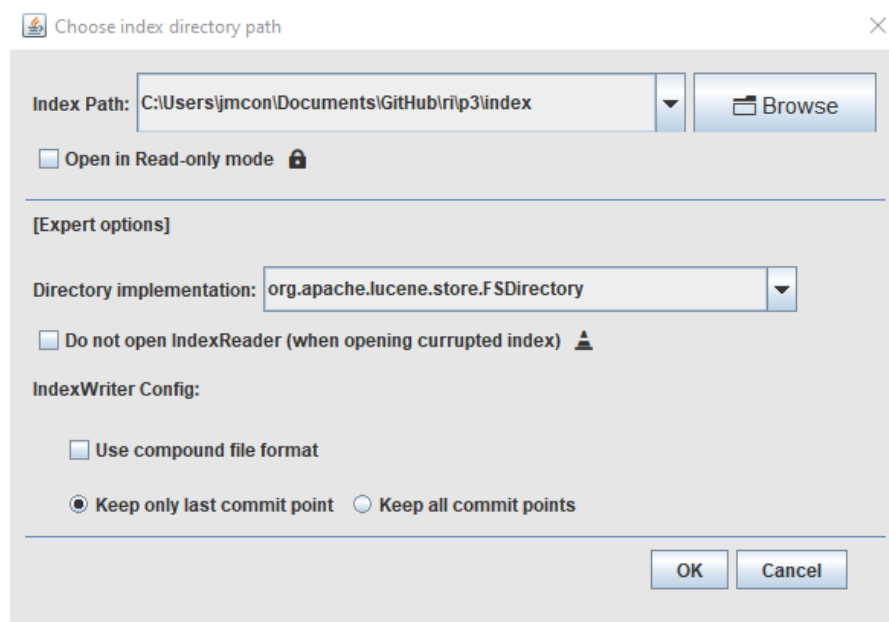 Choose index directory path
Index Path: C:\Users\jmcon\Documents\GitHub\ri\p3\index Browse
Open in Read-only mode
[Expert options]
Directory implementation: org.apache.lucene.store.FSDirectory
Do not open IndexReader (when opening currupted index)
IndexWriter Config:
Use compound file format
Keep only last commit point Keep all commit points
OK Cancel